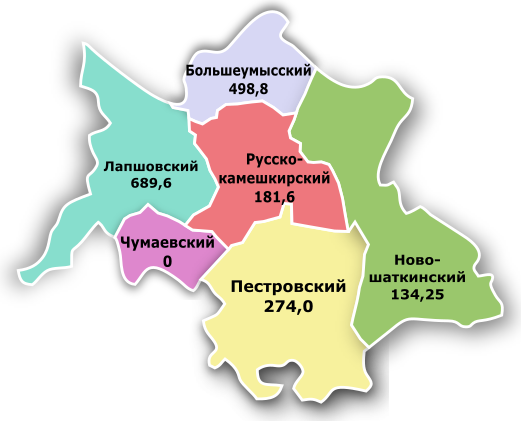 Большеумысский
498,8
Лапшовский
689,6
Русско-
камешкирский
181,6
Чумаевский
0
Ново-
шаткинский
134,25
Пестровский
274,0